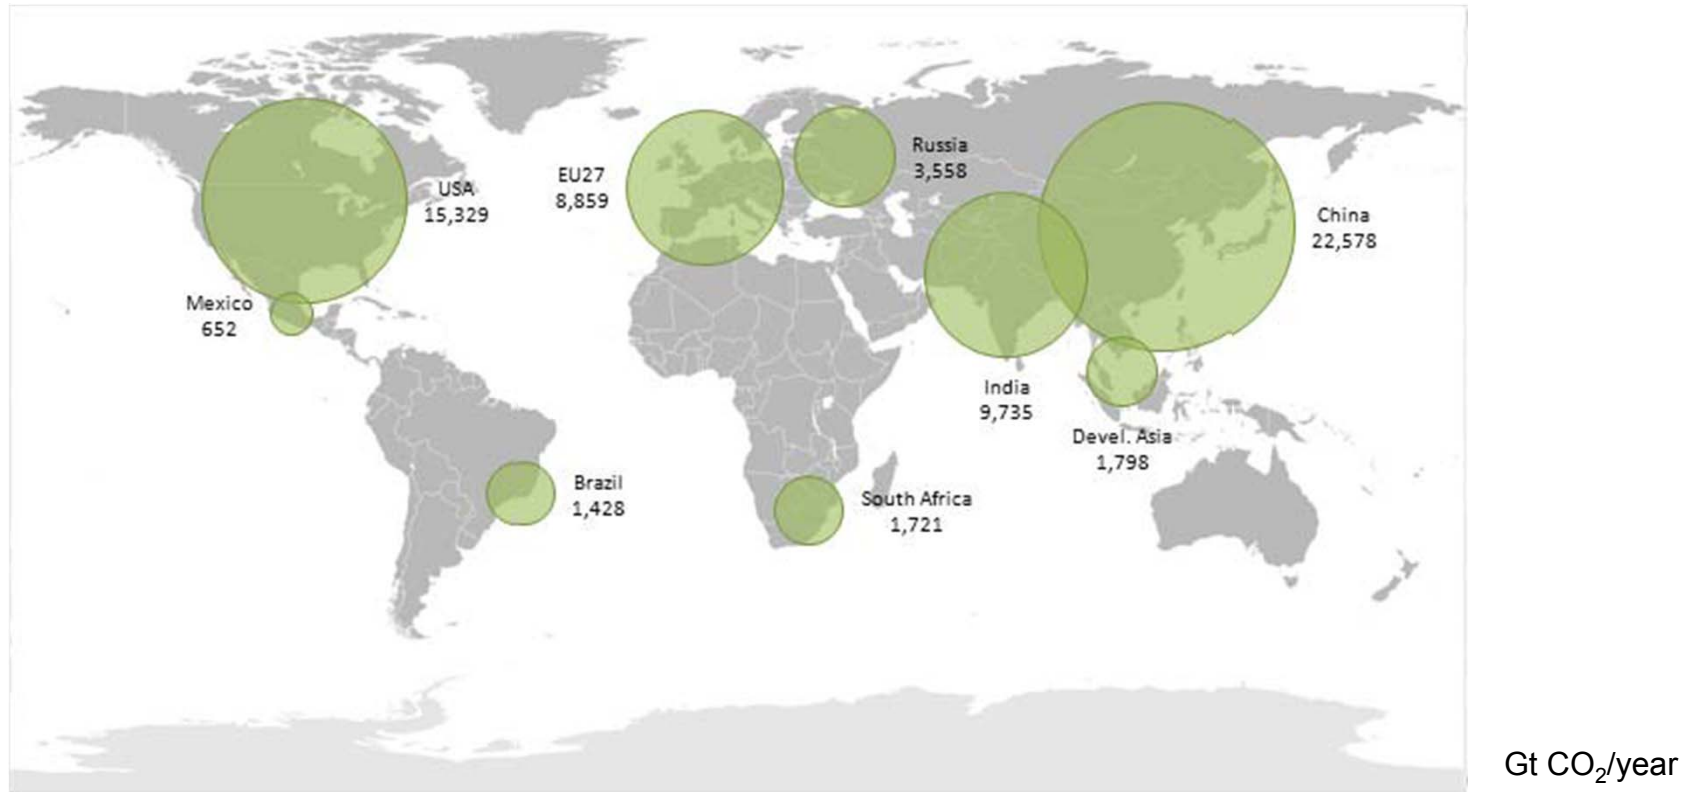 USA
15,329
Mexico
652
Brazil
1,428
EU27
8,859
Russia
3,558
South Africa
1,721
India
9,735
China
22,578
Devel. Asia
1,798
Gt CO₂/year